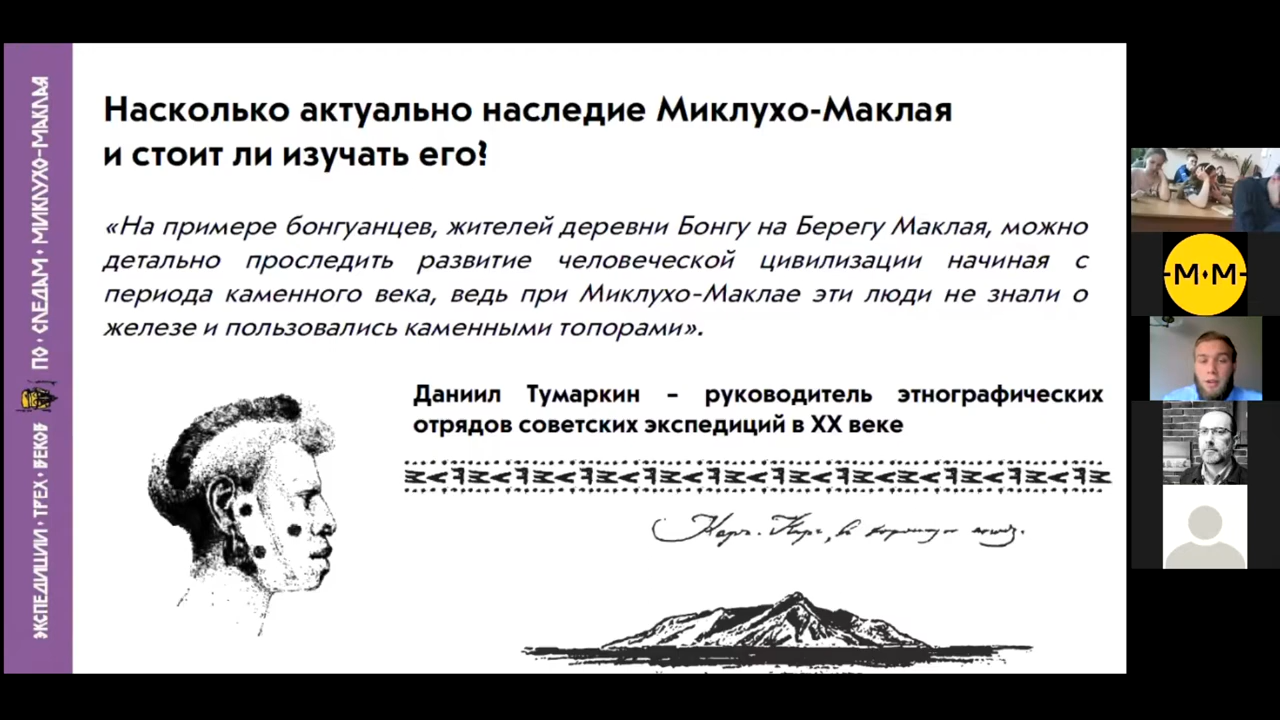 Насколько актуально наследие Миклухо-Маклая
и стоит ли изучать его?
«На примере бонгуанцев, жителей деревни Бонгу на Берегу Маклая, можно
детально проследить развитие человеческой цивилизации начиная с
периода каменного века, ведь при Миклухо-Маклае эти люди не знали о
железе и пользовались каменными топорами».
Даниил Тумаркин – руководитель этнографических
отрядов советских экспедиций в XX веке
ЭКСПЕДИЦИИ · ТРЕХ · ВЕКОВ
ПО · СЛЕДАМ · МИКЛУХО-МАКЛАЯ
-М·М-